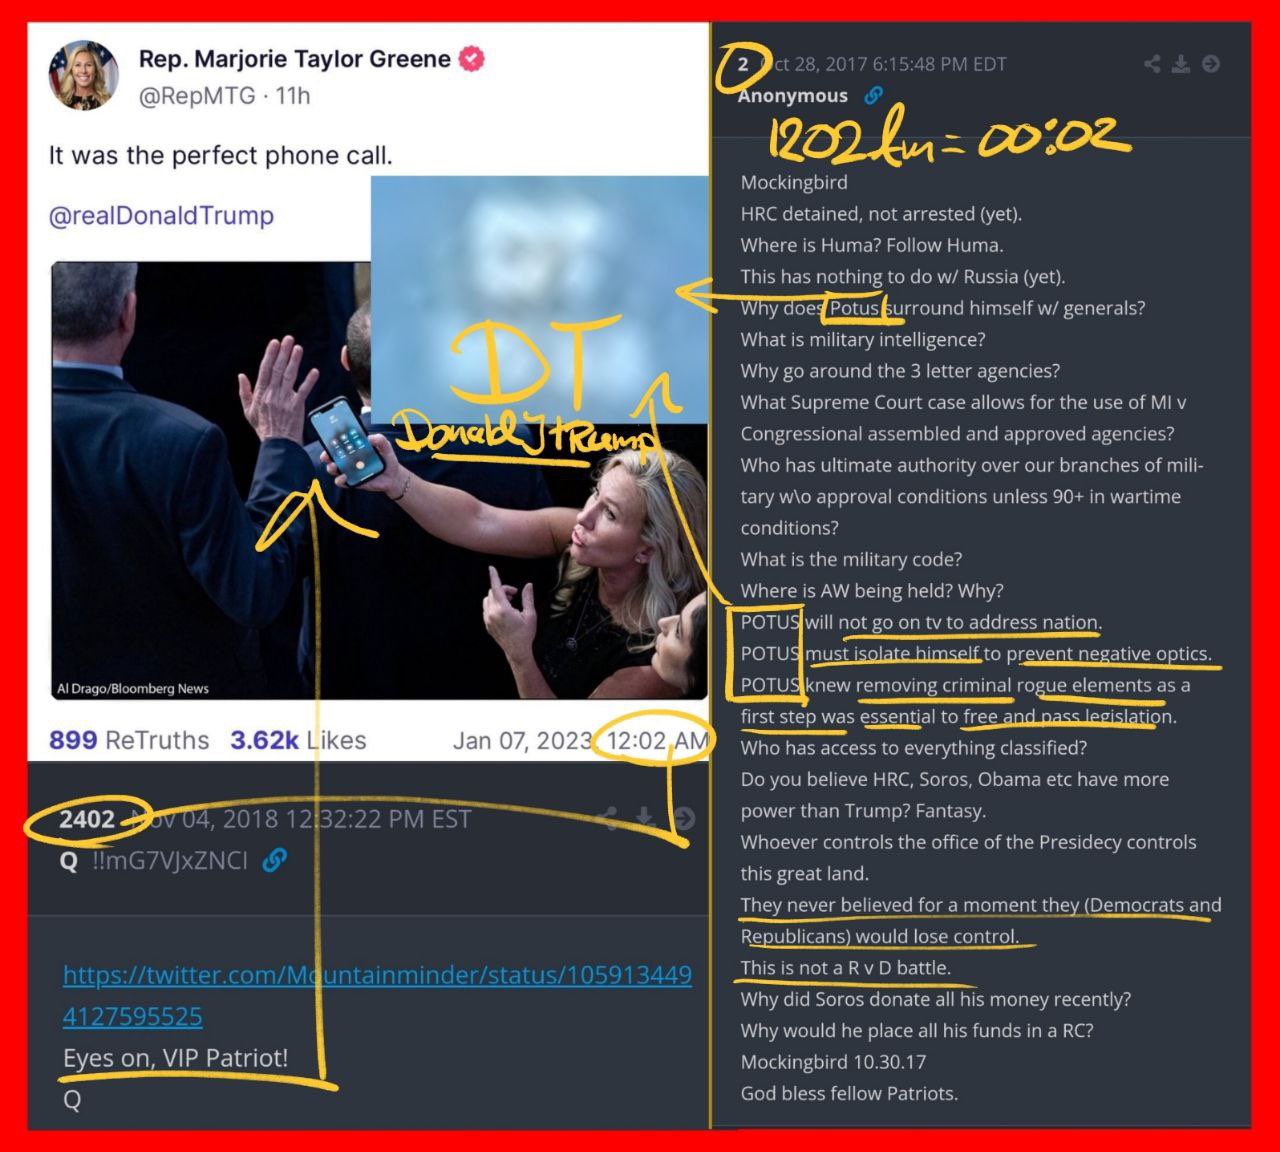 Rep. Marjorie Taylor Greene
@RepMTG · 11h
It was the perfect phone call.
@realDonaldTrump
DT
Donald J tRump
Al Drago/Bloomberg News
899 ReTruths 3.62k Likes
Jan 07, 2023, 12:02 AM
2402 Nov 04, 2018 12:32:22 PM EST
Q !!mG7VJxZNCI
https://twitter.com/Mountainminder/status/105913449
4127595525
Eyes on, VIP Patriot!
Q
2 Oct 28, 2017 6:15:48 PM EDT
Anonymous
= 00:02
Mockingbird
HRC detained, not arrested (yet).
Where is Huma? Follow Huma.
This has nothing to do w/ Russia (yet).
Why does Potus surround himself w/ generals?
What is military intelligence?
Why go around the 3 letter agencies?
What Supreme Court case allows for the use of MI v
Congressional assembled and approved agencies?
Who has ultimate authority over our branches of mili-
tary w\o approval conditions unless 90+ in wartime
conditions?
What is the military code?
Where is AW being held? Why?
POTUS will not go on tv to address nation.
POTUS must isolate himself to prevent negative optics.
POTUS knew removing criminal rogue elements as a
first step was essential to free and pass legislation.
Who has access to everything classified?
Do you believe HRC, Soros, Obama etc have more
power than Trump? Fantasy.
Whoever controls the office of the Presidecy controls
this great land.
They never believed for a moment they (Democrats and
Republicans) would lose control.
This is not a R v D battle.
Why did Soros donate all his money recently?
Why would he place all his funds in a RC?
Mockingbird 10.30.17
God bless fellow Patriots.